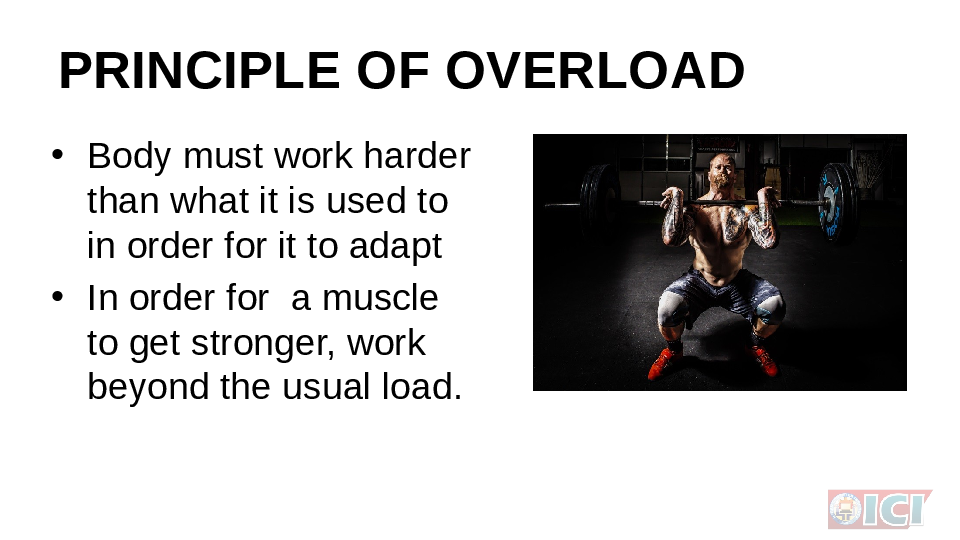 PRINCIPLE OF OVERLOAD
• Body must work harder
than what it is used to
in order for it to adapt
• In order for  a muscle
to get stronger, work
beyond the usual load.
ICI